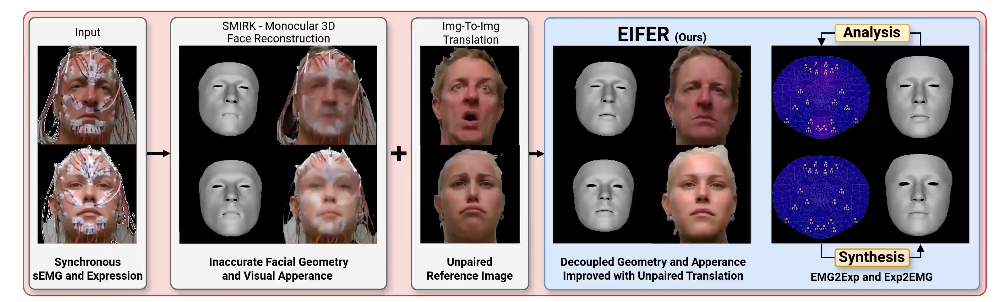 Input
Synchronous
sEMG and Expression
SMIRK - Monocular 3D
Face Reconstruction
Inaccurate Facial Geometry
and Visual Apperance
+
Img-To-Img
Translation
Unpaired
Reference Image
EIFER (Ours)
Decoupled Geometry and Apperance
Improved with Unpaired Translation
Analysis
Synthesis
EMG2Exp and Exp2EMG